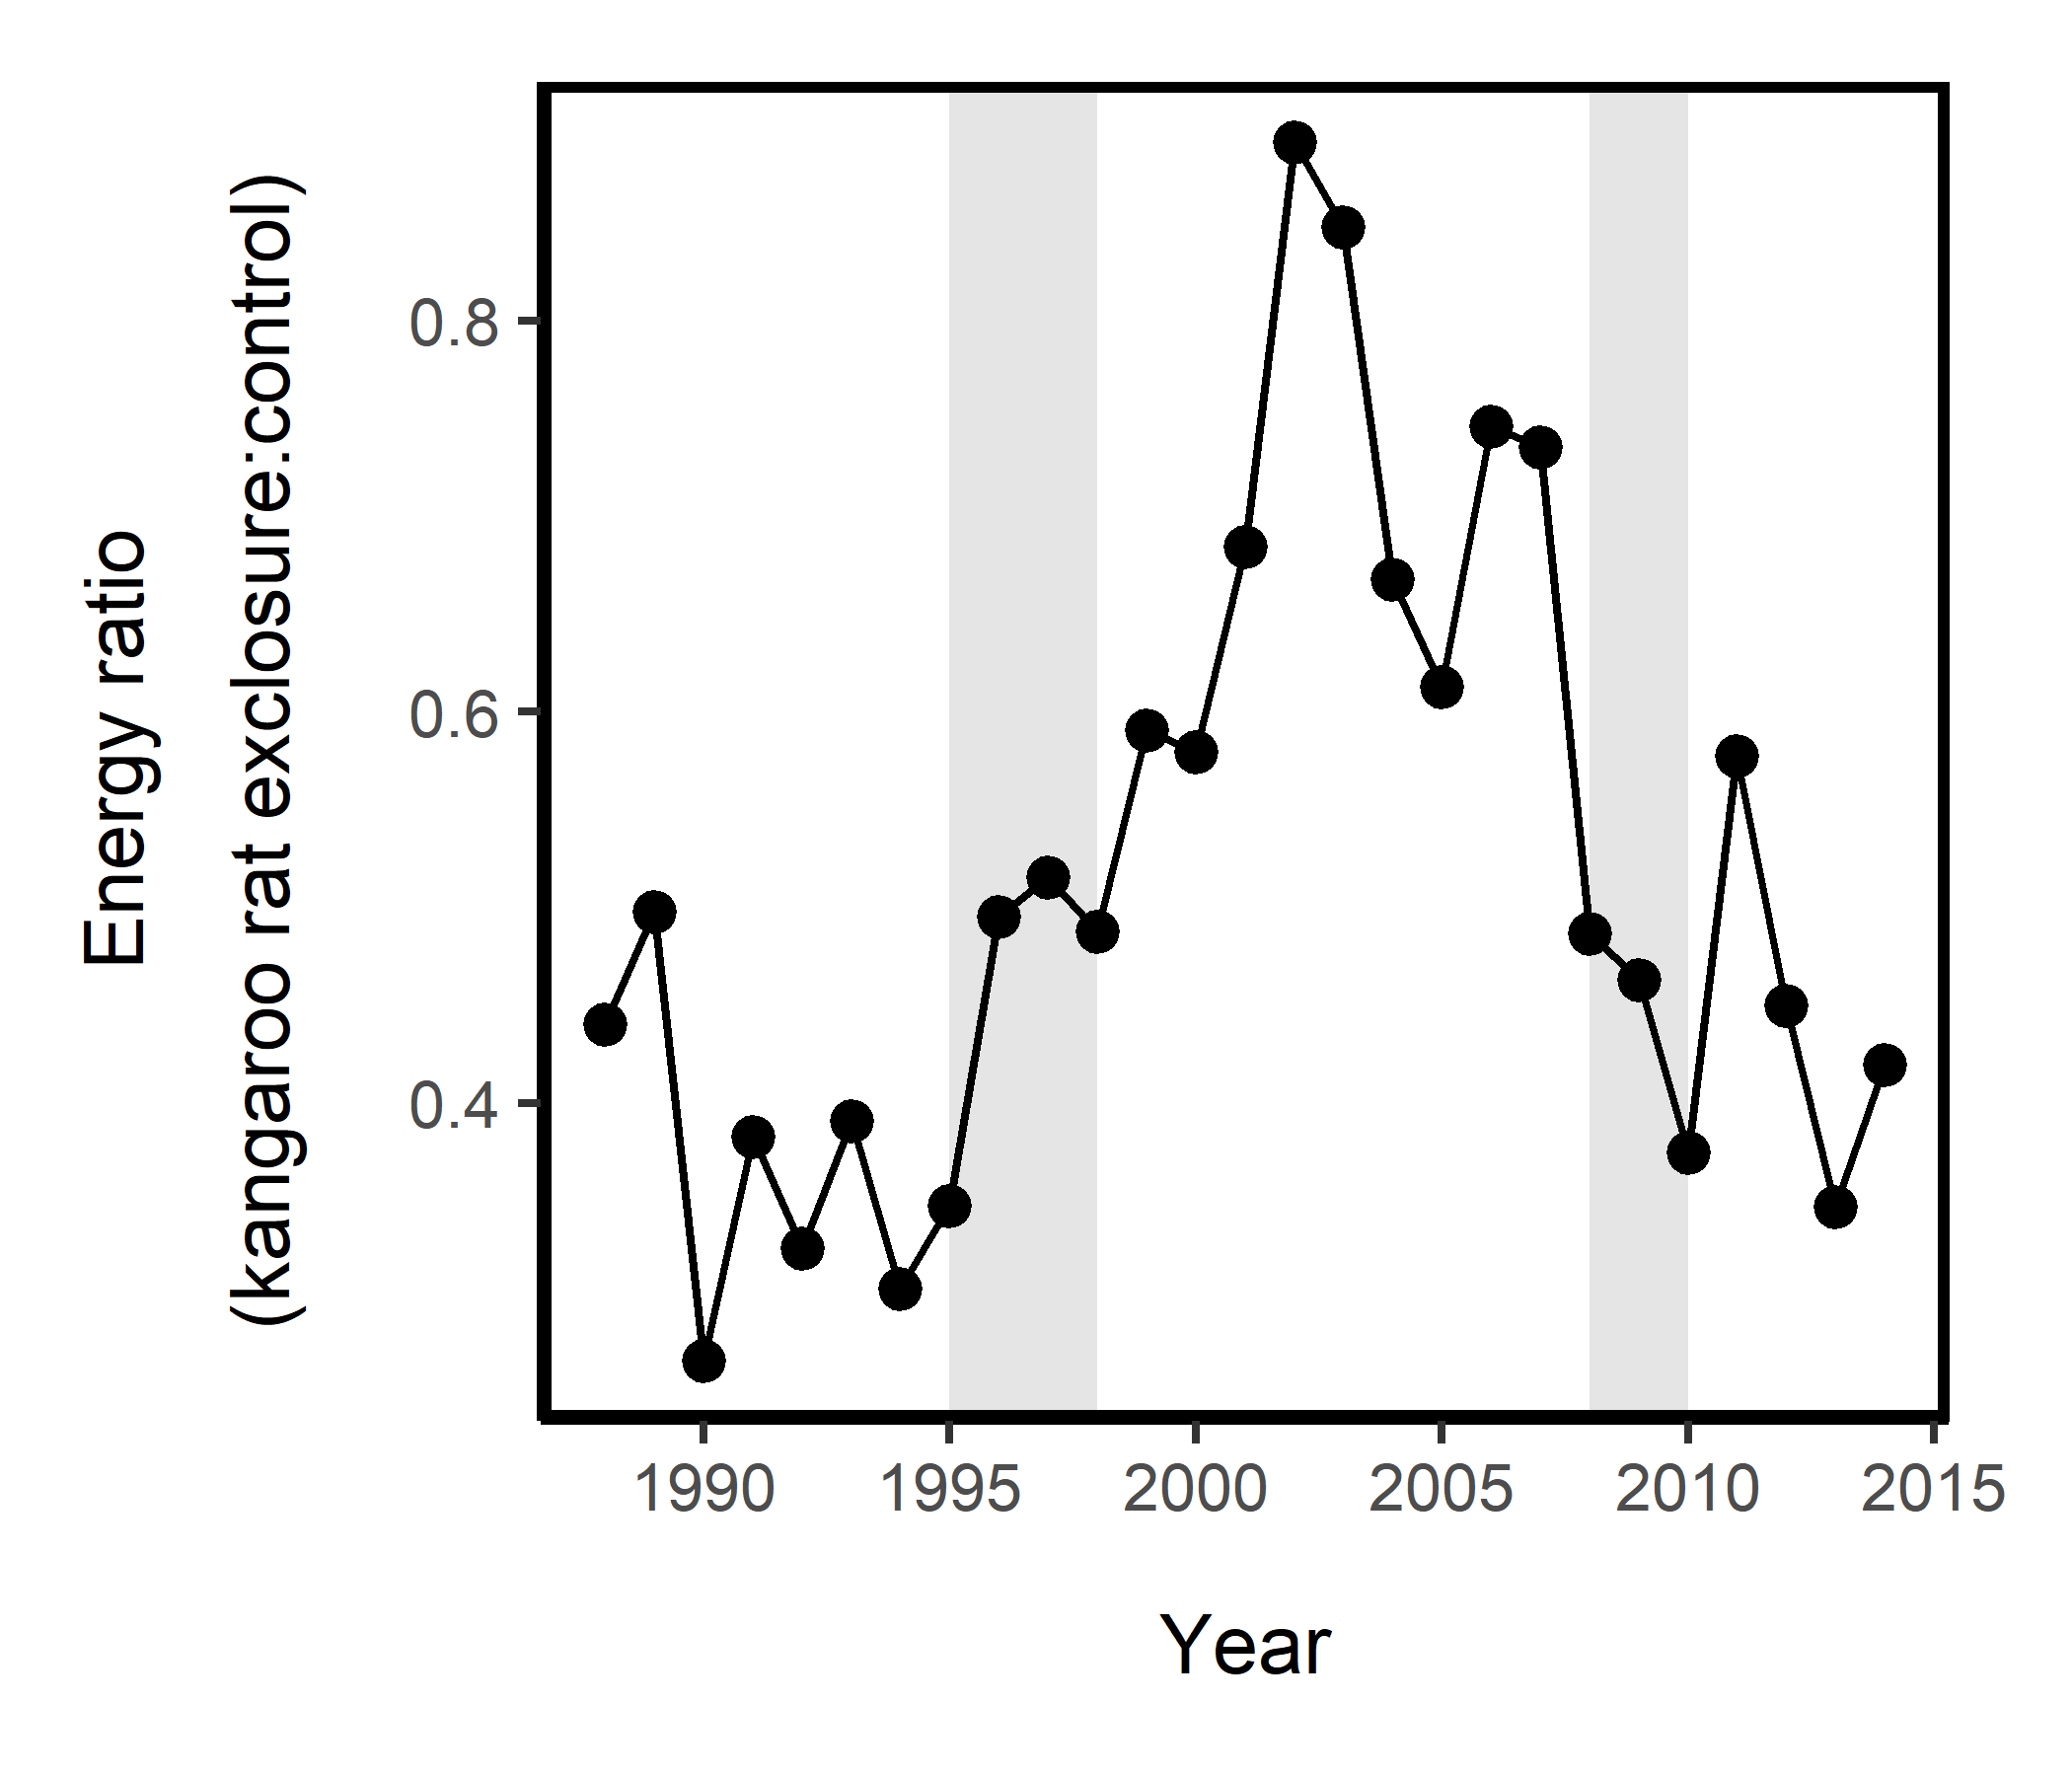 Energy ratio
(kangaroo rat exclosure:control)
0.8
0.6
0.4
1990 1995 2000 2005 2010 2015
Year